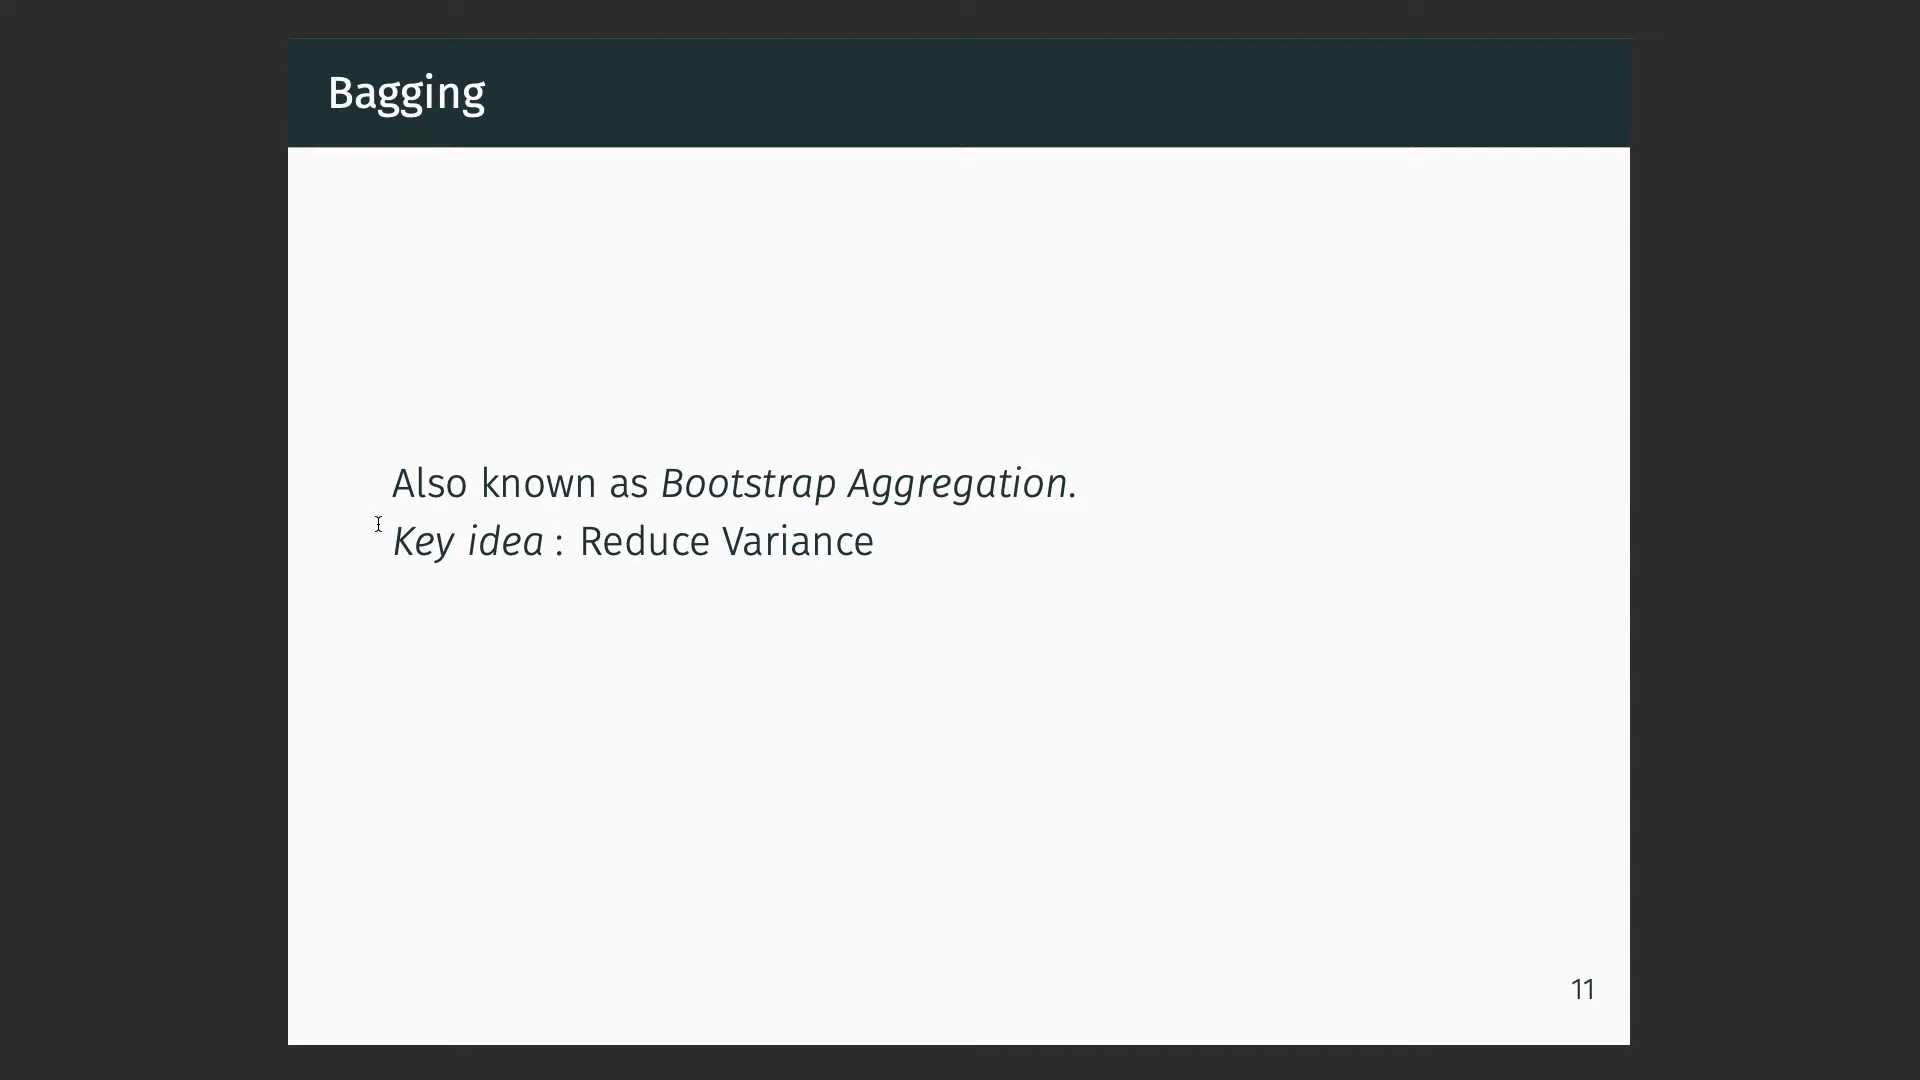 Bagging
Also known as Bootstrap Aggregation.
Key idea : Reduce Variance
11